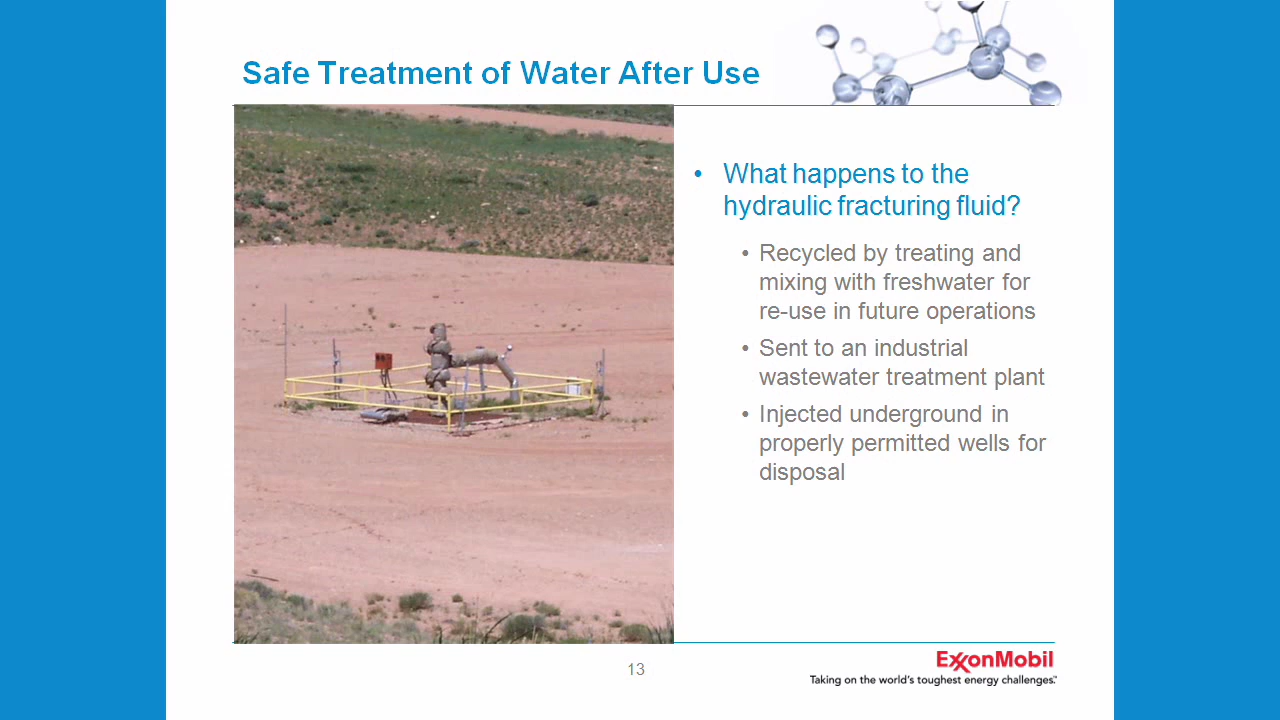 Safe Treatment of Water After Use
• What happens to the
hydraulic fracturing fluid?
• Recycled by treating and
mixing with freshwater for
re-use in future operations
• Sent to an industrial
wastewater treatment plant
• Injected underground in
properly permitted wells for
disposal
13
ExxonMobil
Taking on the world's toughest energy challenges.™